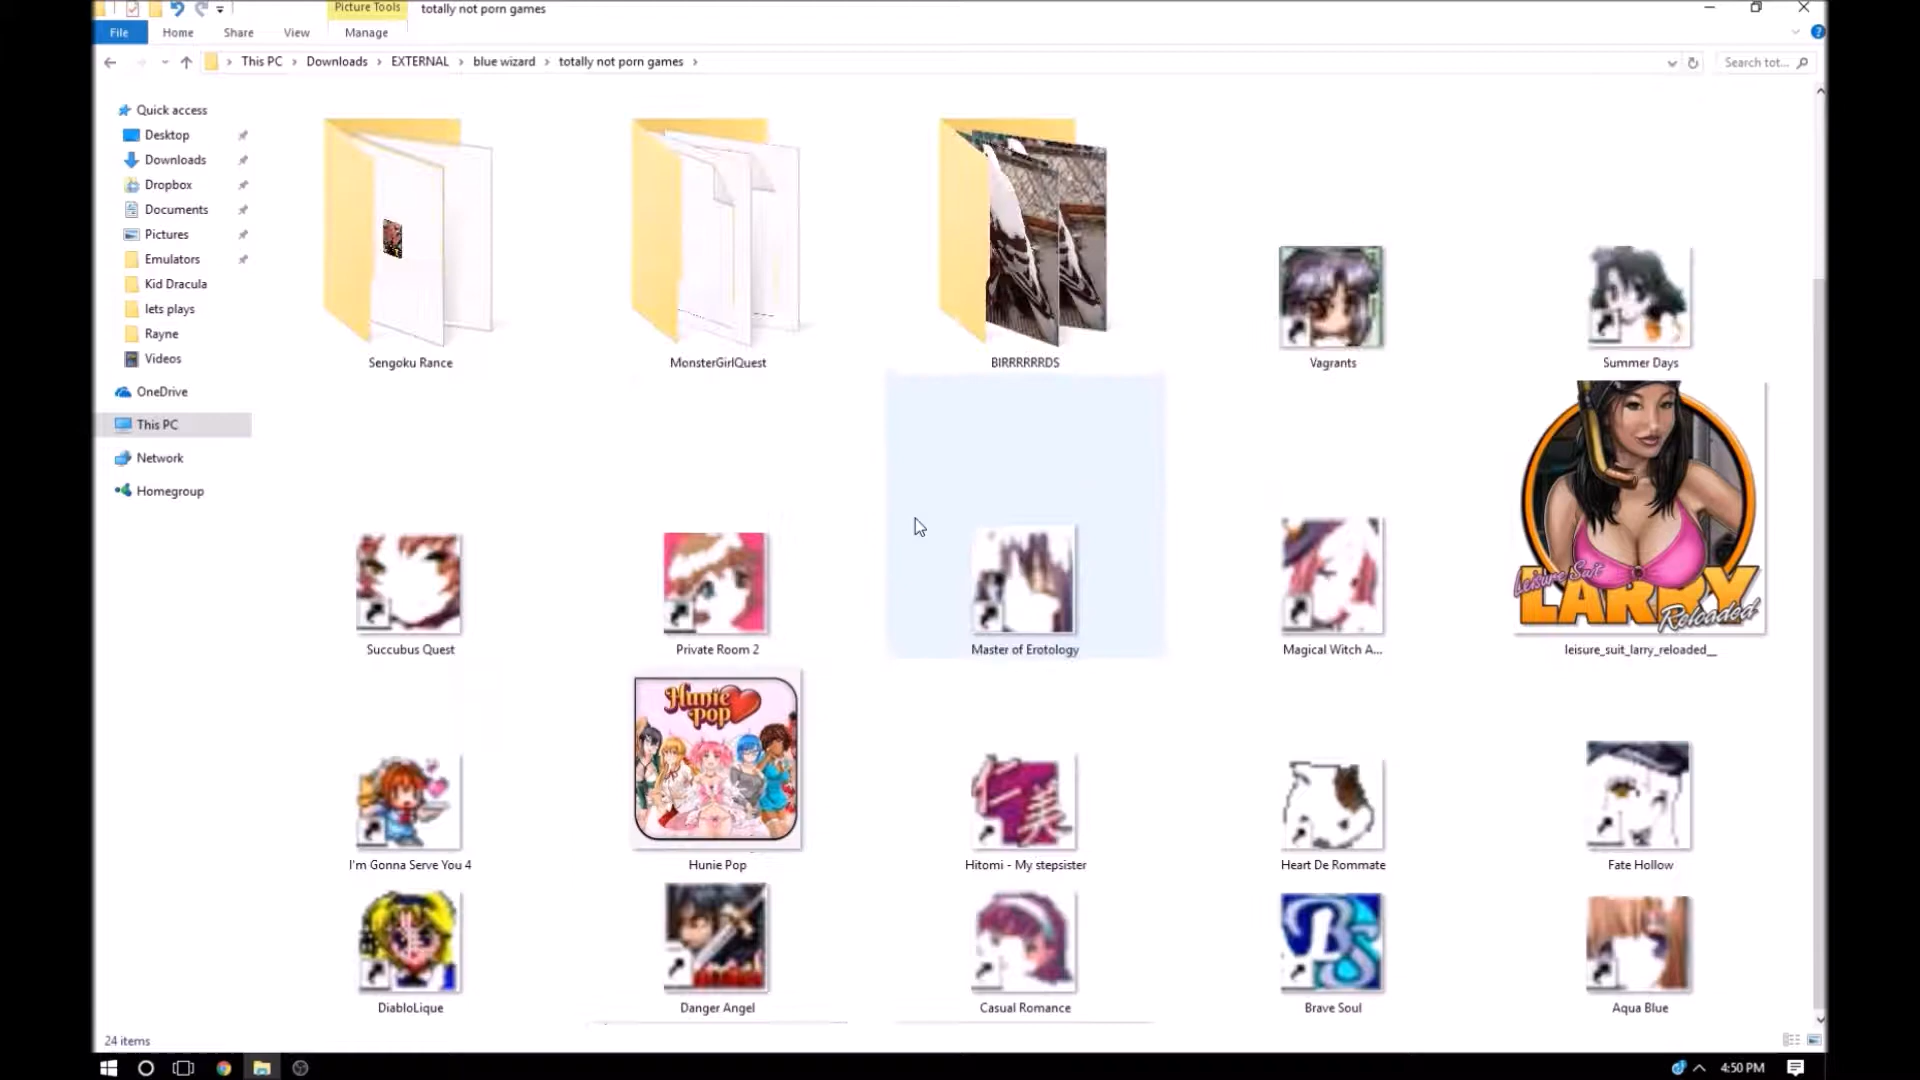 Picture Tools totally not porn games
File Home Share View Manage
This PC Downloads EXTERNAL blue wizard totally not porn games Search tot...
Quick access
Desktop
Downloads
Dropbox
Documents
Pictures
Emulators
Kid Dracula
lets plays
Rayne
Videos
OneDrive
This PC
Network
Homegroup
Sengoku Rance MonsterGirlQuest BIRRRRRRDS Vagrants Summer Days
Leisure Suit
LARRY
Reloaded
Succubus Quest Private Room 2 Master of Erotology Magical Witch A... leisure_suit_larry_reloaded__
Hunie
pop
仁
美
I'm Gonna Serve You 4 Hunie Pop Hitomi - My stepsister Heart De Rommate Fate Hollow
BS
DiabloLique Danger Angel Casual Romance Brave Soul Aqua Blue
24 items
4:50 PM